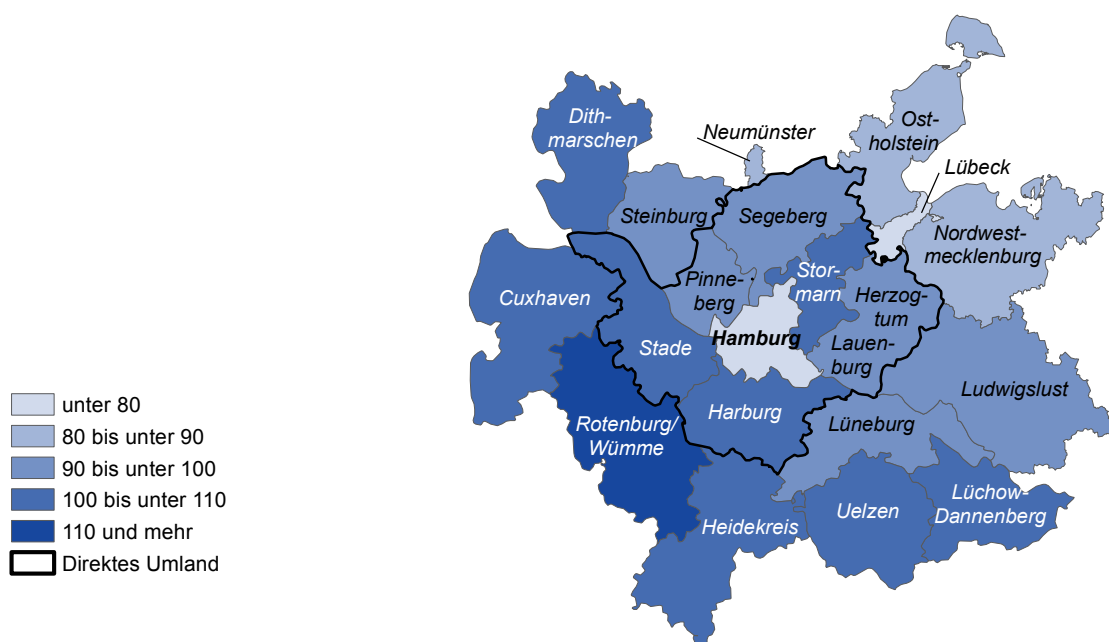 Dith-
marschen
Neumünster
Ost-
holstein
Lübeck
Steinburg
Segeberg
Nordwest-
mecklenburg
Stor-
marn
Pinne-
berg
Cuxhaven
Herzog-
tum
Lauen-
burg
Hamburg
Stade
Ludwigslust
Harburg
Lüneburg
Rotenburg/
Wümme
Lüchow-
Dannenberg
Uelzen
Heidekreis
unter 80
80 bis unter 90
90 bis unter 100
100 bis unter 110
110 und mehr
Direktes Umland